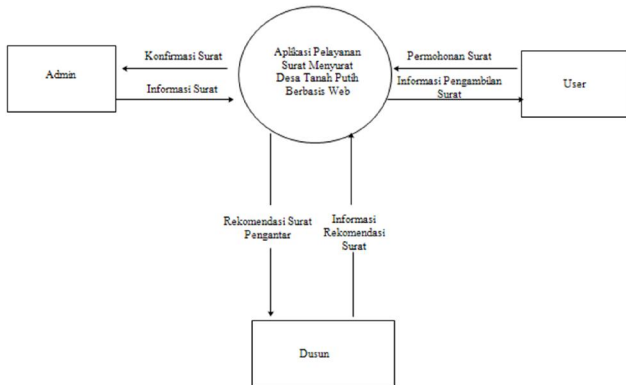 Aplikasi Pelayanan
Surat Menyurat
Desa Tanah Putih
Berbasis Web
Konfirmasi Surat
Admin
Informasi Surat
Permohonan Surat
Informasi Pengambilan
Surat
User
Rekomendasi Surat
Pengantar
Informasi
Rekomendasi
Surat
Dusun